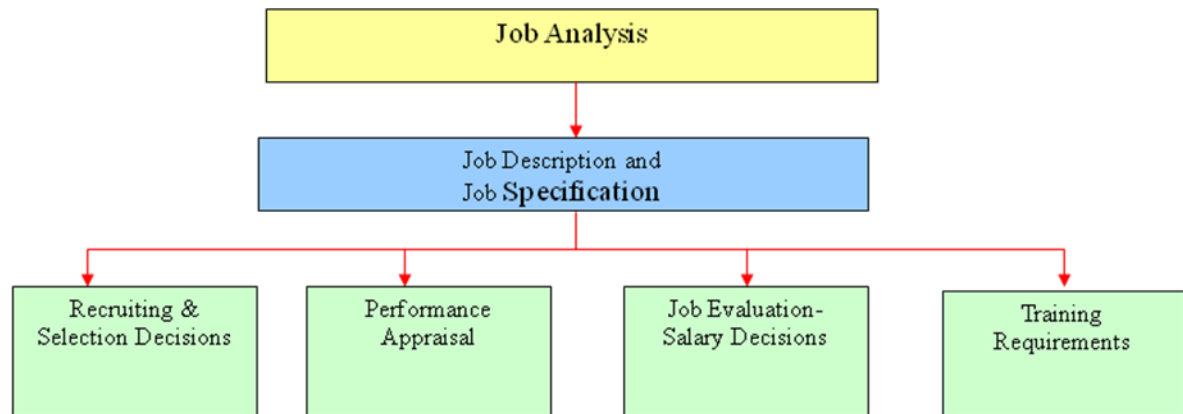 Job Analysis
Job Description and
Job Specification
Recruiting &
Selection Decisions
Performance
Appraisal
Job Evaluation-
Salary Decisions
Training
Requirements